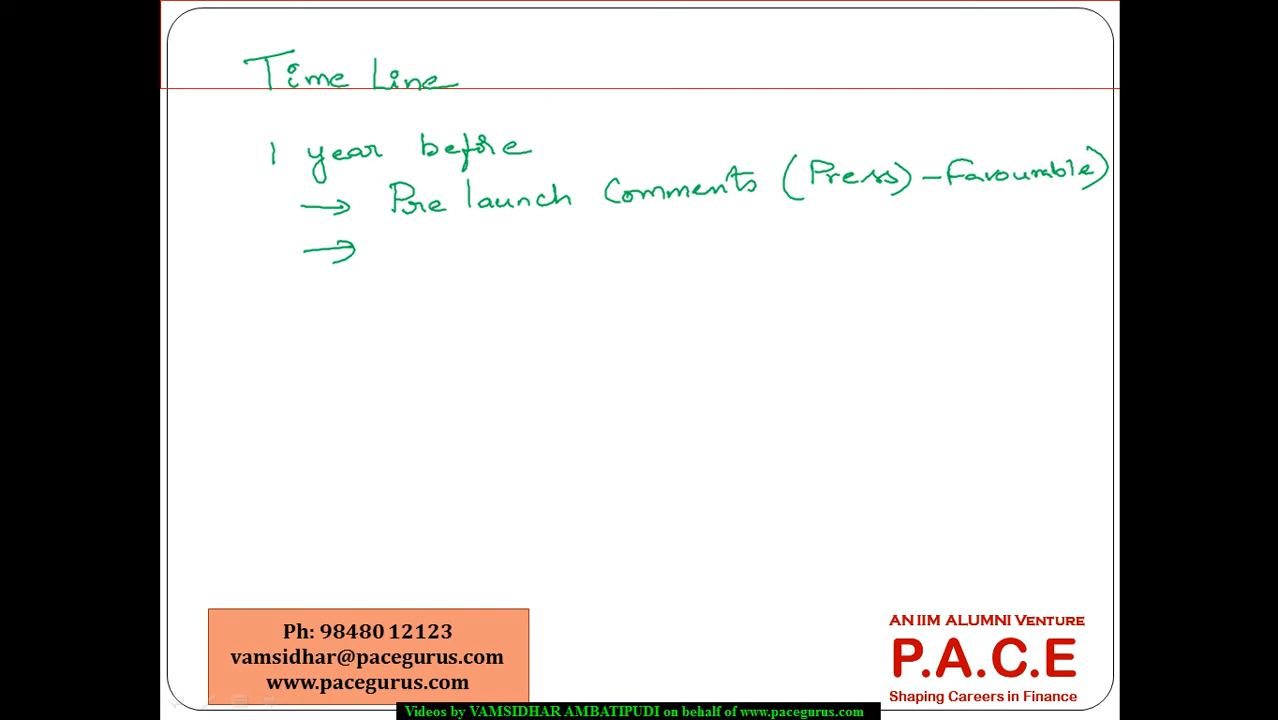 Time Line
1 year before
→ Pre launch Comments (Press) - Favourable)
→
Ph: 98480 12123
vamsidhar@pacegurus.com
www.pacegurus.com
AN IIM ALUMNI VENTURE
P.A.C.E
Shaping Careers in Finance
Videos by VAMSIDHAR AMBATIPUDI on behalf of www.pacegurus.com